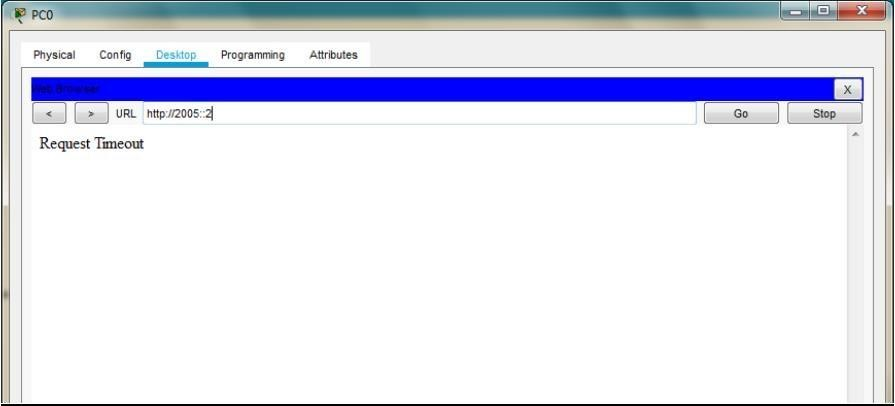 PC0
Physical Config Desktop Programming Attributes
Web Browser
X
< > URL http://2005::2 Go Stop
Request Timeout